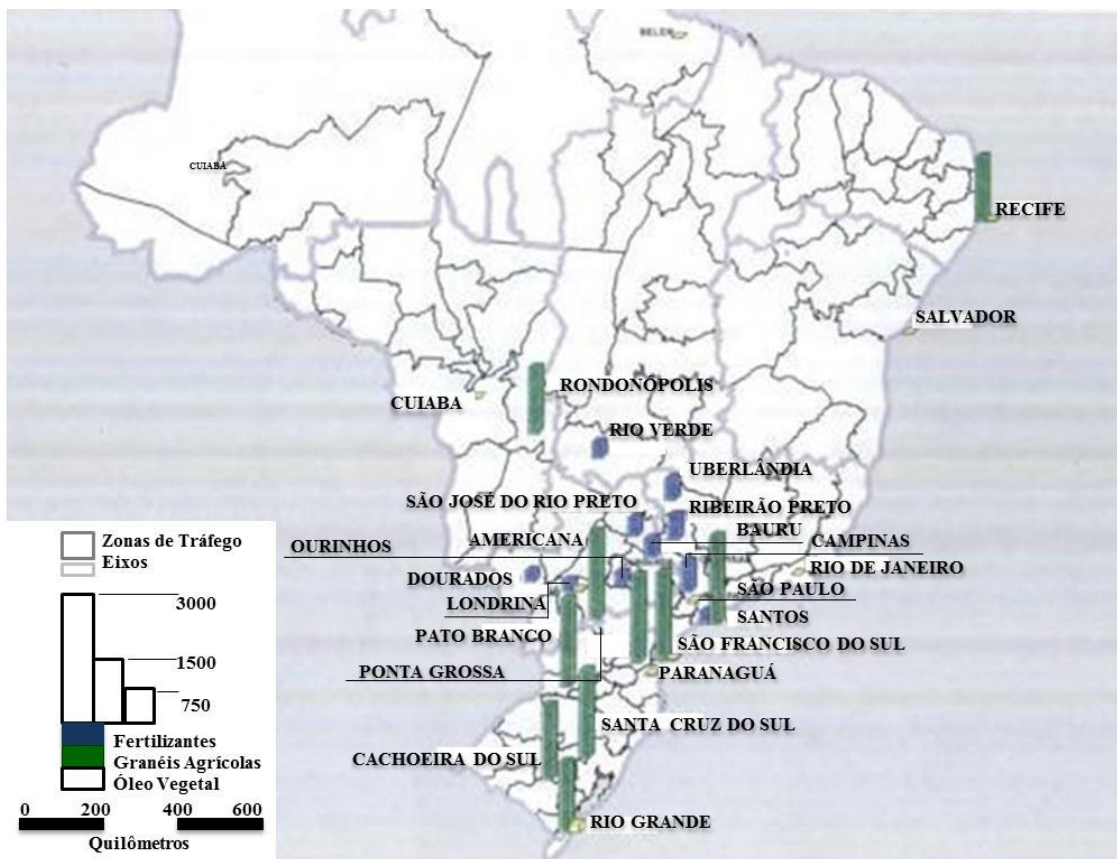 BELEM
CUIABA
RECIFE
SALVADOR
RONDONÓPOLIS
CUIABA
RIO VERDE
UBERLÂNDIA
SÃO JOSÉ DO RIO PRETO
RIBEIRÃO PRETO
BAURU
AMERICANA
OURINHOS
CAMPINAS
RIO DE JANEIRO
DOURADOS
SÃO PAULO
LONDRINA
SANTOS
PATO BRANCO
SÃO FRANCISCO DO SUL
PONTA GROSSA
PARANAGUÁ
SANTA CRUZ DO SUL
CACHOEIRA DO SUL
RIO GRANDE
Zonas de Tráfego
Eixos
3000
1500
750
Fertilizantes
Granéis Agrícolas
Óleo Vegetal
0 200 400 600
Quilômetros